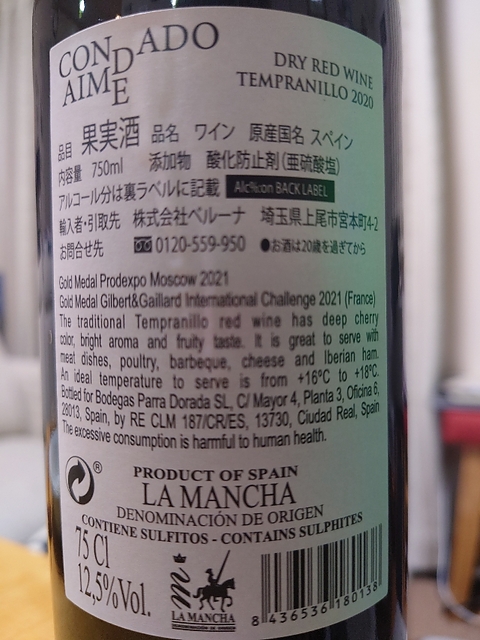 CONDADO
DE
AIME
DRY RED WINE
TEMPRANILLO 2020
品目 果実酒 品名 ワイン 原産国名 スペイン
内容量 750ml 添加物 酸化防止剤(亜硫酸塩)
アルコール分は裏ラベルに記載 Alc%:on BACK LABEL
輸入者・引取先 株式会社ベルーナ 埼玉県上尾市宮本町4-2
お問合せ先 0120-559-950 ●お酒は20歳を過ぎてから
Gold Medal Prodexpo Moscow 2021
Gold Medal Gilbert&Gaillard International Challenge 2021 (France)
The traditional Tempranillo red wine has deep cherry
color, bright aroma and fruity taste. It is great to serve with
meat dishes, poultry, barbeque, cheese and Iberian ham.
An ideal temperature to serve is from +16°C to +18°C.
Bottled for Bodegas Parra Dorada SL, C/ Mayor 4, Planta 3, Oficina 6,
28013, Spain, by RE CLM 187/CR/ES, 13730, Ciudad Real, Spain
The excessive consumption is harmful to human health.
®
PRODUCT OF SPAIN
LA MANCHA
DENOMINACIÓN DE ORIGEN
CONTIENE SULFITOS - CONTAINS SULPHITES
75 Cl
12,5%Vol.
m
LA MANCHA
8 436536 180138